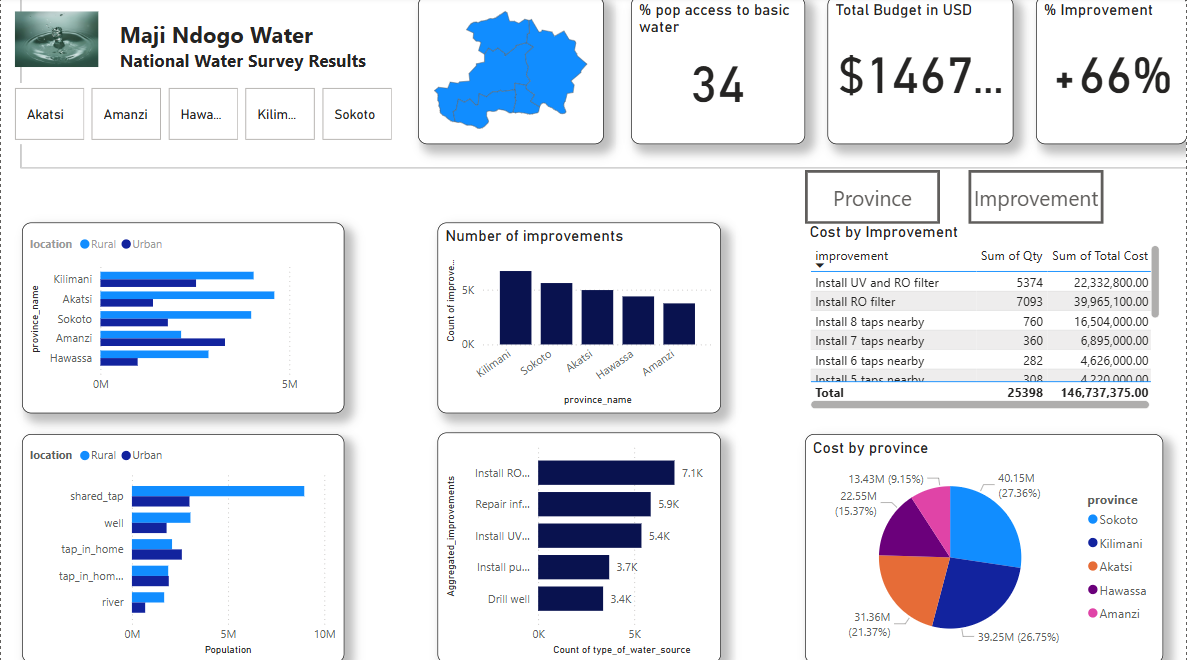 Maji Ndogo Water
National Water Survey Results
Akatsi
Amanzi
Hawa...
Kilim...
Sokoto
% pop access to basic
water
34
Total Budget in USD
$1467...
% Improvement
+66%
Province
Improvement
location Rural Urban
province_name
Kilimani
Akatsi
Sokoto
Amanzi
Hawassa
0M 5M
Number of improvements
Count of improve...
5K
0K
Kilimani Sokoto Akatsi Hawassa Amanzi
province_name
Cost by Improvement
improvement Sum of Qty Sum of Total Cost
Install UV and RO filter 5374 22,332,800.00
Install RO filter 7093 39,965,100.00
Install 8 taps nearby 760 16,504,000.00
Install 7 taps nearby 360 6,895,000.00
Install 6 taps nearby 282 4,626,000.00
Install 5 taps nearby 308 4,220,000.00
Total 25398 146,737,375.00
location Rural Urban
shared_tap
well
tap_in_home
tap_in_hom...
river
0M 5M 10M
Population
Aggregated_improvements
Install RO... 7.1K
Repair inf... 5.9K
Install UV... 5.4K
Install pu... 3.7K
Drill well 3.4K
0K 5K
Count of type_of_water_source
Cost by province
13.43M (9.15%)
22.55M
(15.37%)
31.36M
(21.37%)
40.15M
(27.36%)
39.25M (26.75%)
province
Sokoto
Kilimani
Akatsi
Hawassa
Amanzi